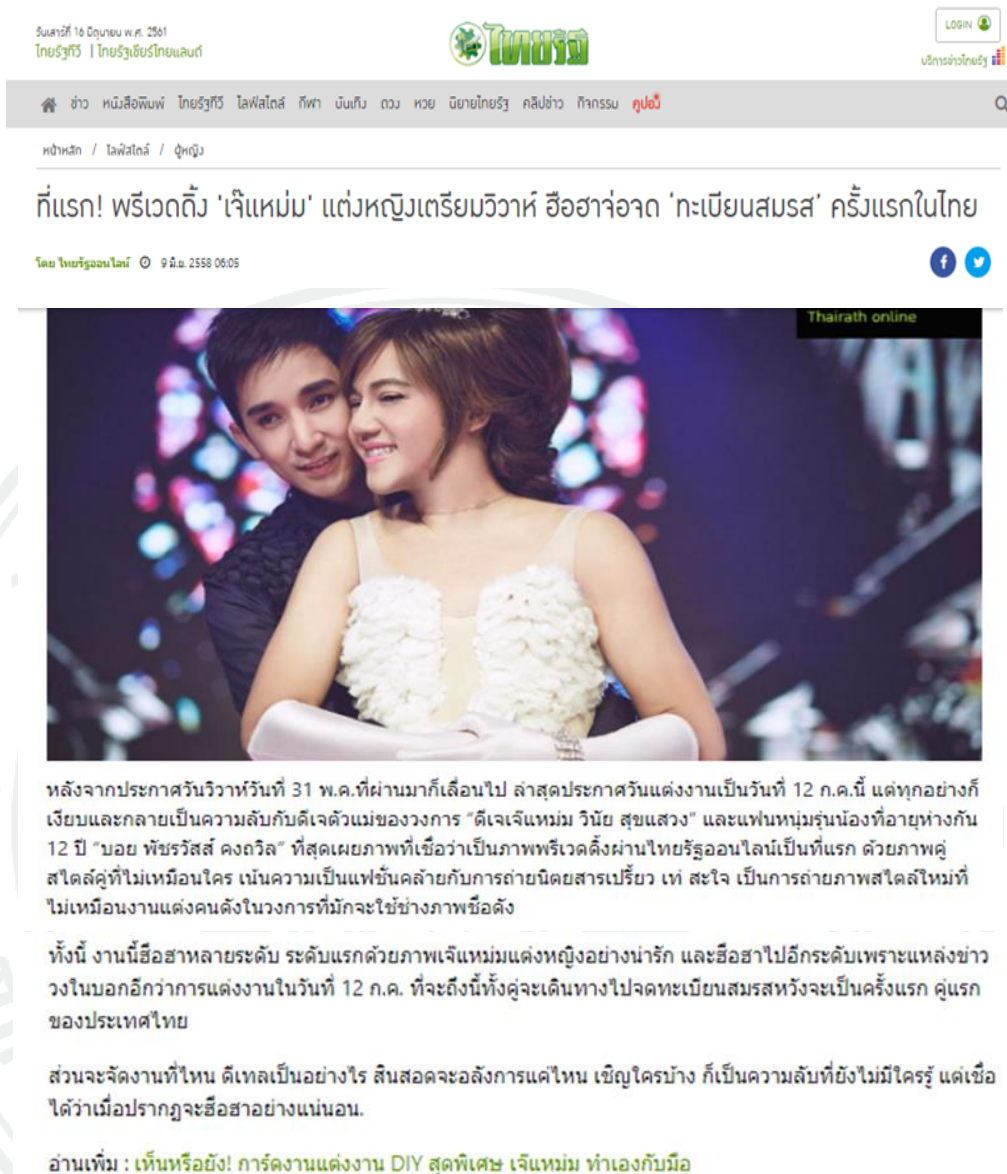 วันเสาร์ที่ 16 มิถุนายน พ.ศ. 2561
ไทยรัฐทีวี | ไทยรัฐเชียร์ไทยแลนด์
ไทยรัฐ
LOGIN
บริการข่าวไทยรัฐ
ข่าว หนังสือพิมพ์ ไทยรัฐทีวี ไลฟ์สไตล์ กีฬา บันเทิง ดวง หวย นิยายไทยรัฐ คลิปข่าว กิจกรรม คูปอง
หน้าหลัก / ไลฟ์สไตล์ / ผู้หญิง
ที่แรก! พรีเวดดิ้ง 'เจ๊แหม่ม' แต่งหญิงเตรียมวิวาห์ ฮือฮาจ่อจด 'ทะเบียนสมรส' ครั้งแรกในไทย
โดย ไทยรัฐออนไลน์ 9 มิ.ย. 2558 06:05
Thairath online
หลังจากประกาศวันวิวาห์วันที่ 31 พ.ค.ที่ผ่านมาก็เลื่อนไป ล่าสุดประกาศวันแต่งงานเป็นวันที่ 12 ก.ค.นี้ แต่ทุกอย่างก็
เงียบและกลายเป็นความลับกับดีเจตัวแม่ของวงการ “ดีเจเจ๊แหม่ม วินัย สุขแสวง” และแฟนหนุ่มรุ่นน้องที่อายุห่างกัน
12 ปี “บอย พัชรวัสส์ คงถวิล” ที่สุดเผยภาพที่เชื่อว่าเป็นภาพพรีเวดดิ้งผ่านไทยรัฐออนไลน์เป็นที่แรก ด้วยภาพคู่
สไตล์คู่ที่ไม่เหมือนใคร เน้นความเป็นแฟชั่นคล้ายกับการถ่ายนิตยสารเปรี้ยว เท่ สะใจ เป็นการถ่ายภาพสไตล์ใหม่ที่
ไม่เหมือนงานแต่งคนดังในวงการที่มักจะใช้ช่างภาพชื่อดัง
ทั้งนี้ งานนี้ฮือฮาหลายระดับ ระดับแรกด้วยภาพเจ๊แหม่มแต่งหญิงอย่างน่ารัก และฮือฮาไปอีกระดับเพราะแหล่งข่าว
วงในบอกอีกว่าการแต่งงานในวันที่ 12 ก.ค. ที่จะถึงนี้ทั้งคู่จะเดินทางไปจดทะเบียนสมรสหวังจะเป็นครั้งแรก คู่แรก
ของประเทศไทย
ส่วนจะจัดงานที่ไหน ดีเทลเป็นอย่างไร สินสอดจะอลังการแค่ไหน เชิญใครบ้าง ก็เป็นความลับที่ยังไม่มีใครรู้ แต่เชื่อ
ได้ว่าเมื่อปรากฏจะฮือฮาอย่างแน่นอน.
อ่านเพิ่ม : เห็นหรือยัง! การ์ดงานแต่งงาน DIY สุดพิเศษ เจ๊แหม่ม ทำเองกับมือ